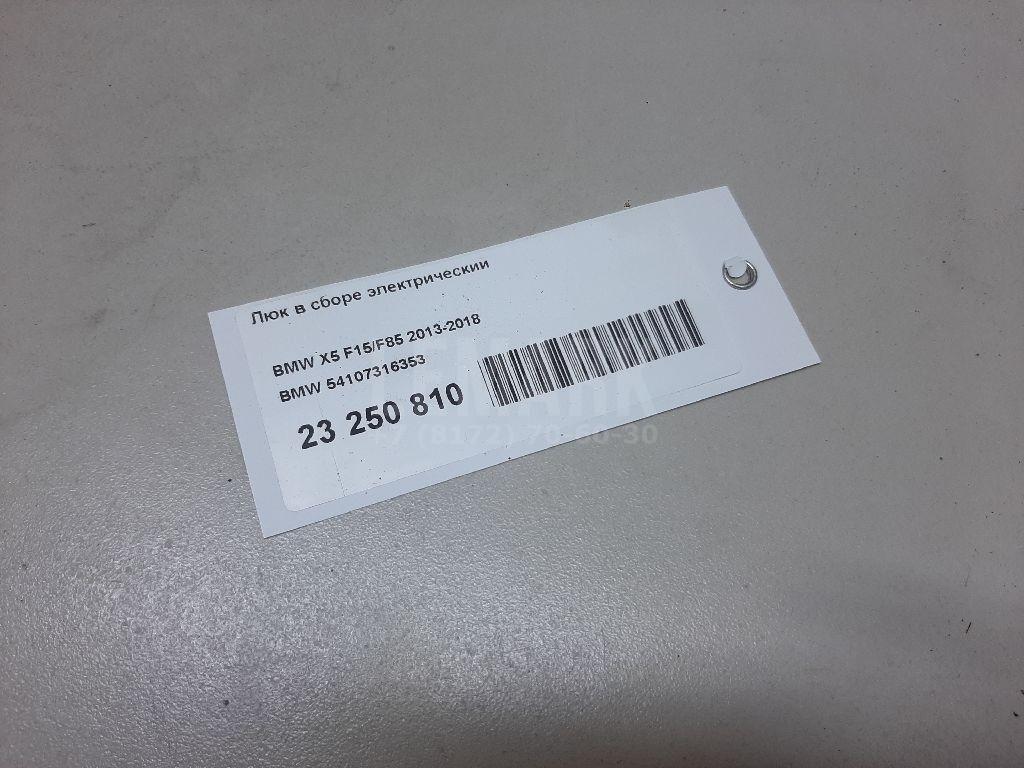 Люк в сборе электрически
BMW X5 F15/F85 2013-2018
BMW 54107316353
23 250 810